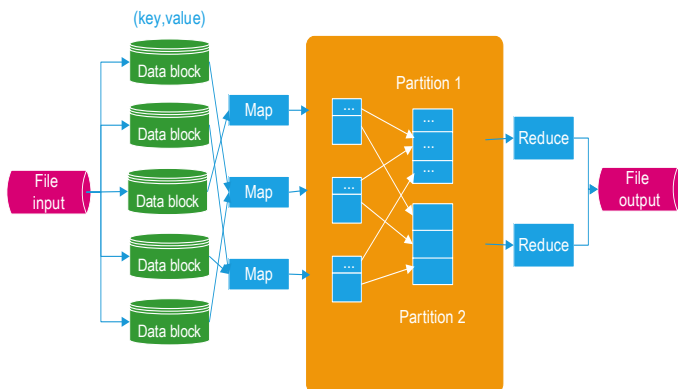 (key,value)
Data block
Data block
Data block
Data block
Data block
File
input
Map
Map
Map
...
...
...
Partition 1
...
...
...
Partition 2
Reduce
Reduce
File
output